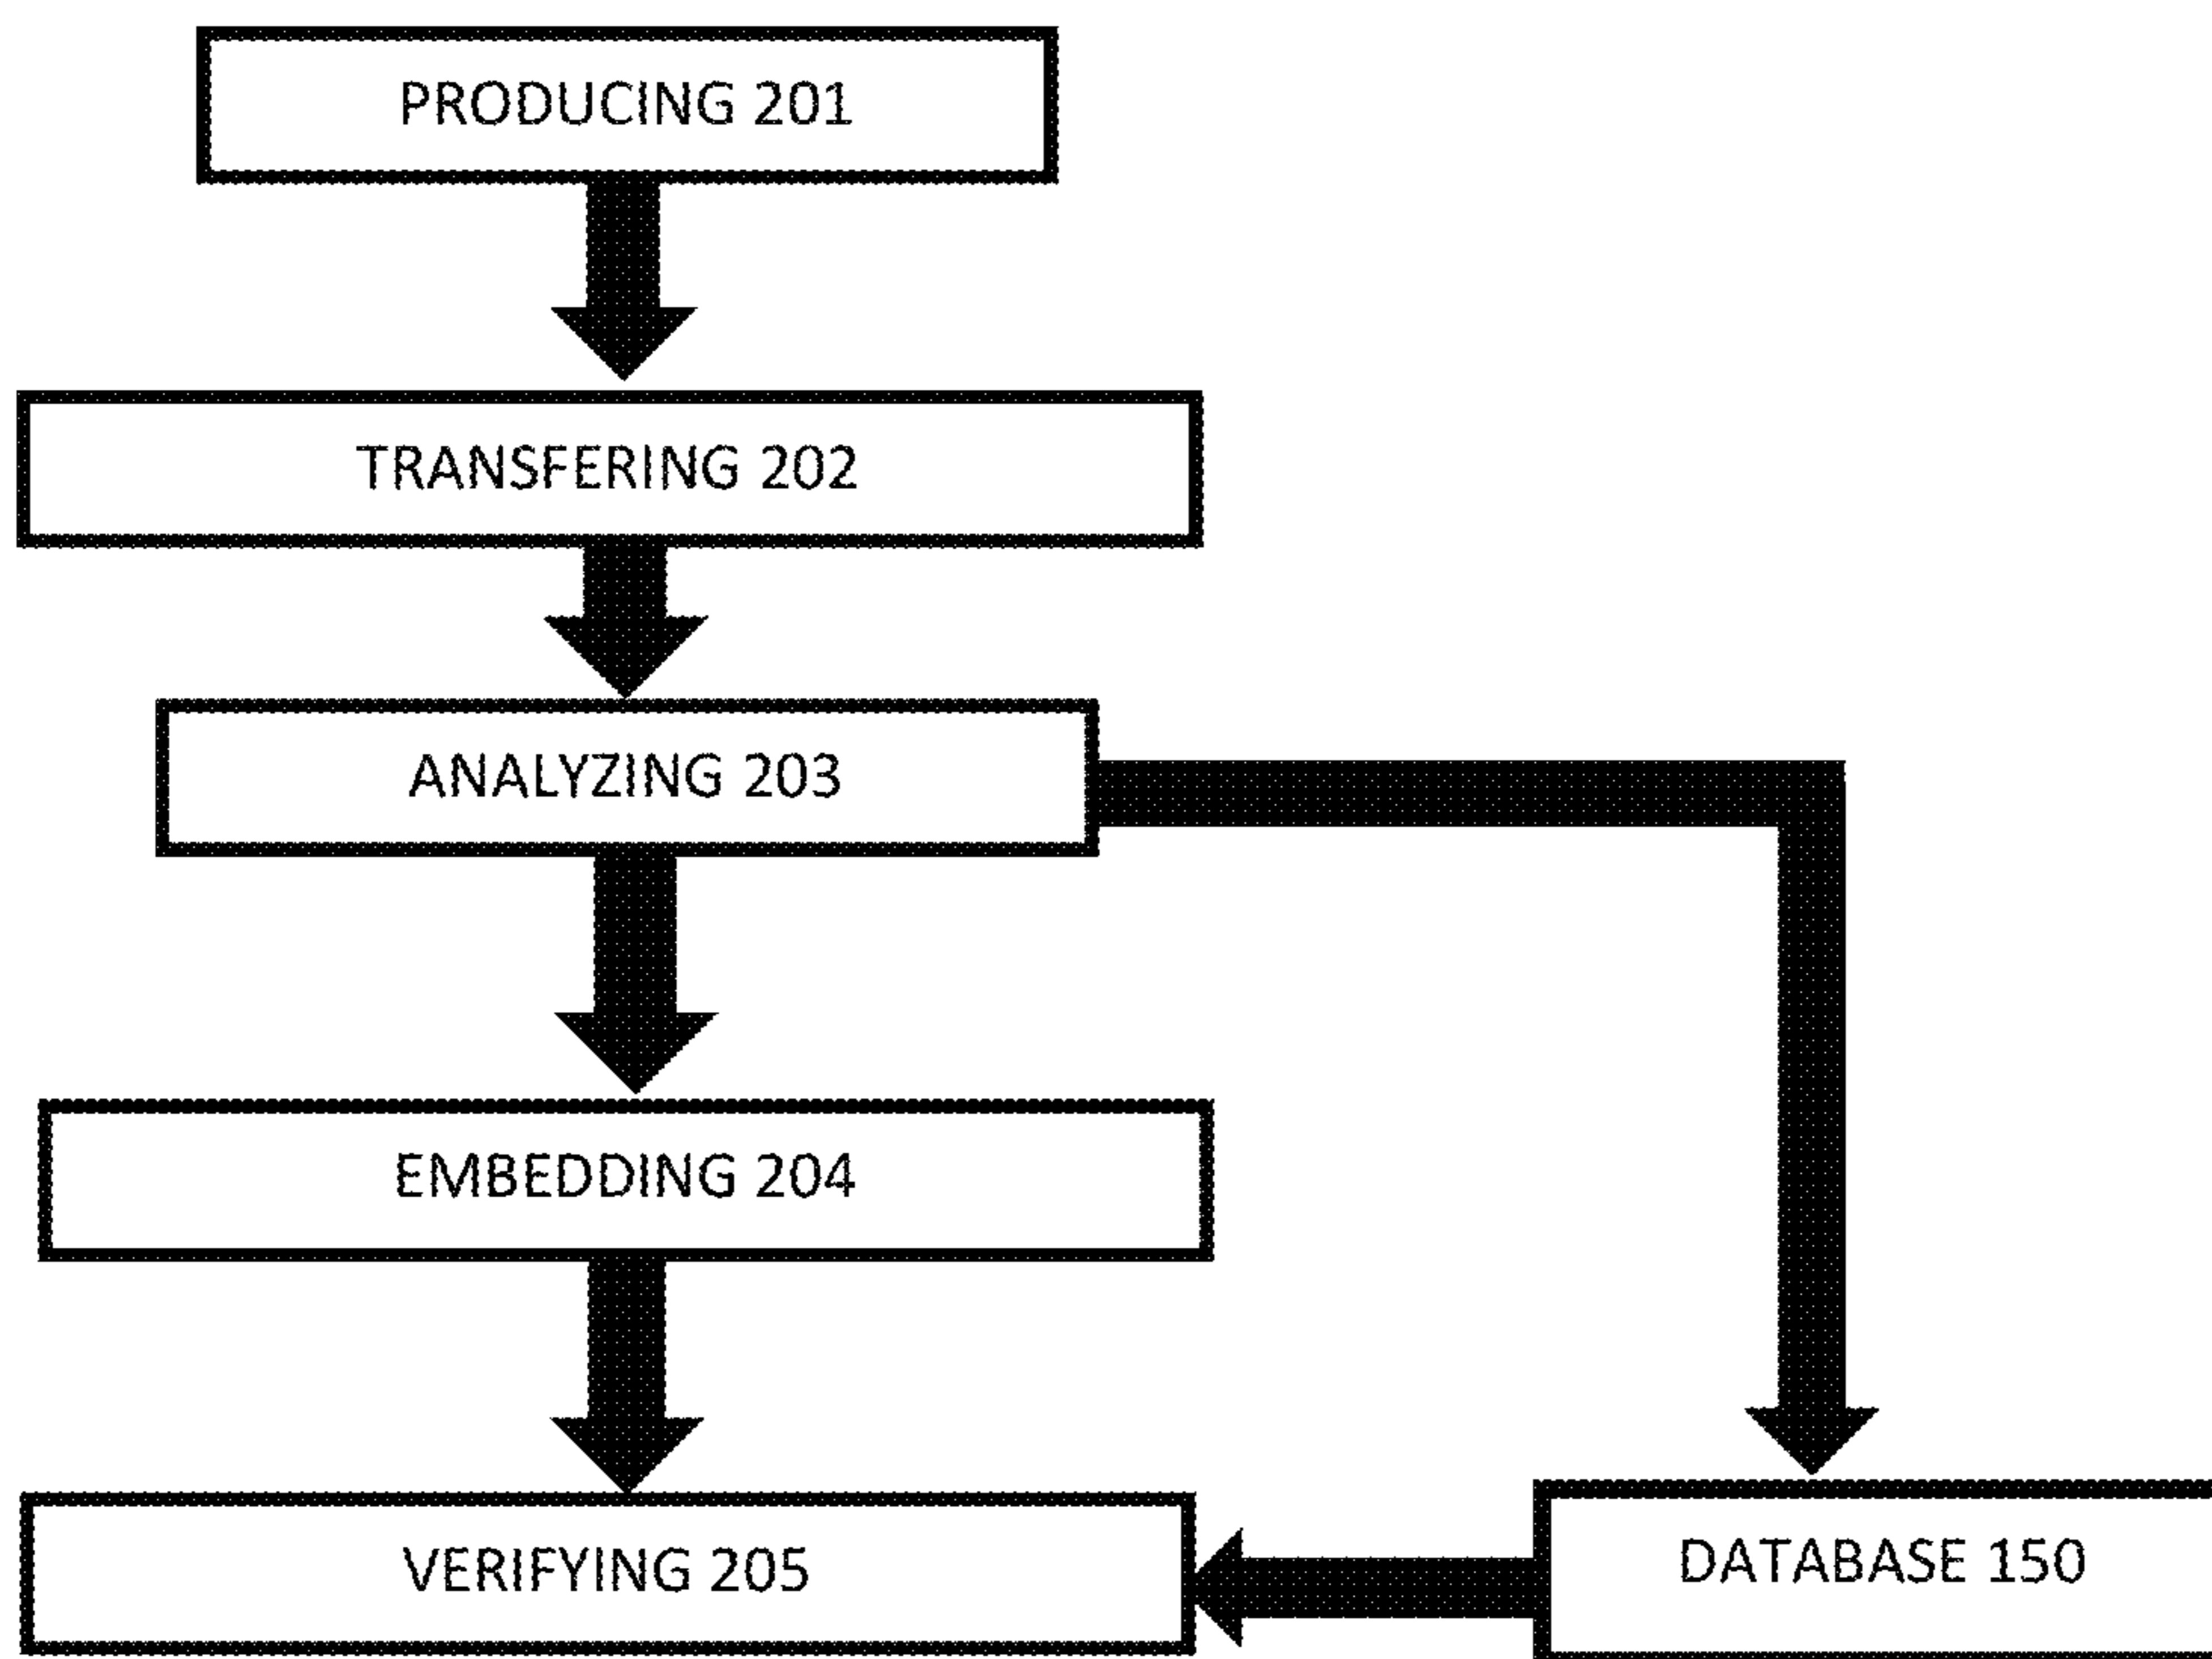 PRODUCING 201
TRANSFERING 202
ANALYZING 203
EMBEDDING 204
VERIFYING 205
DATABASE 150